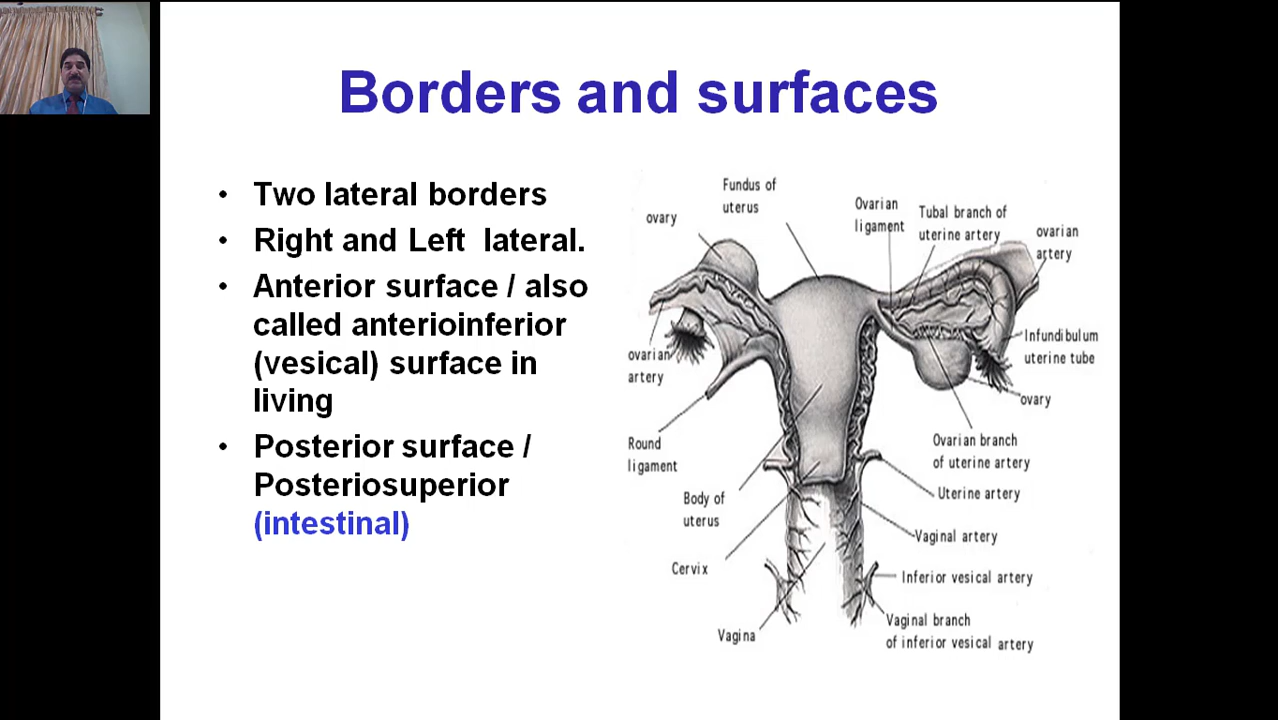 Borders and surfaces
• Two lateral borders
• Right and Left lateral.
• Anterior surface / also
called anterioinferior
(vesical) surface in
living
• Posterior surface /
Posteriosuperior
(intestinal)
Fundus of
uterus
ovary
Ovarian
ligament
Tubal branch of
uterine artery
ovarian
artery
ovarian
artery
Infundibulum
uterine tube
ovary
Round
ligament
Ovarian branch
of uterine artery
Body of
uterus
Uterine artery
Vaginal artery
Cervix
Inferior vesical artery
Vagina
Vaginal branch
of inferior vesical artery